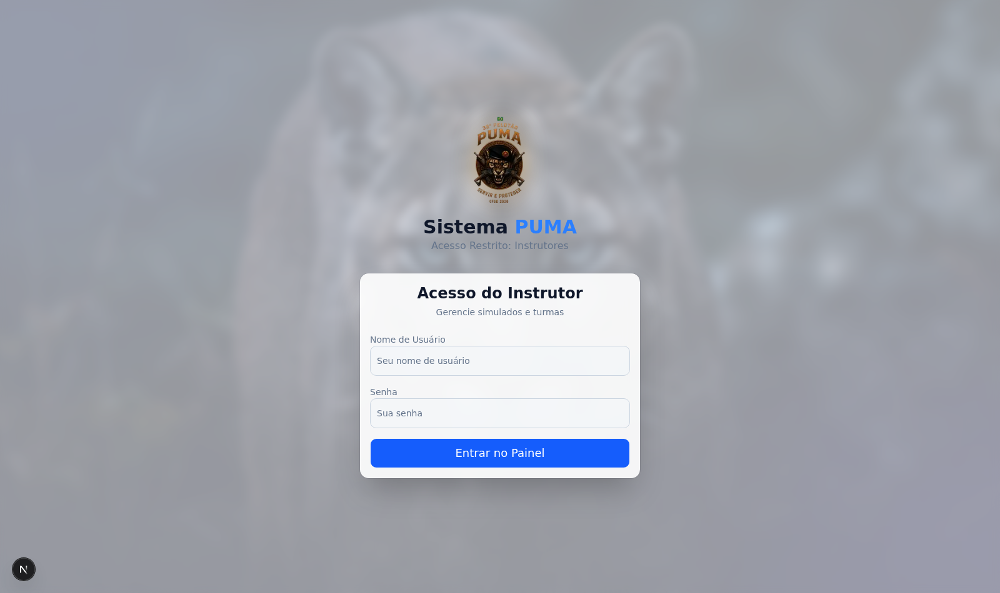 38º PELOTÃO
PUMA
SERVIR E PROTEGER
CFSD 2026
Sistema PUMA
Acesso Restrito: Instrutores
Acesso do Instrutor
Gerencie simulados e turmas
Nome de Usuário
Seu nome de usuário
Senha
Sua senha
Entrar no Painel
N